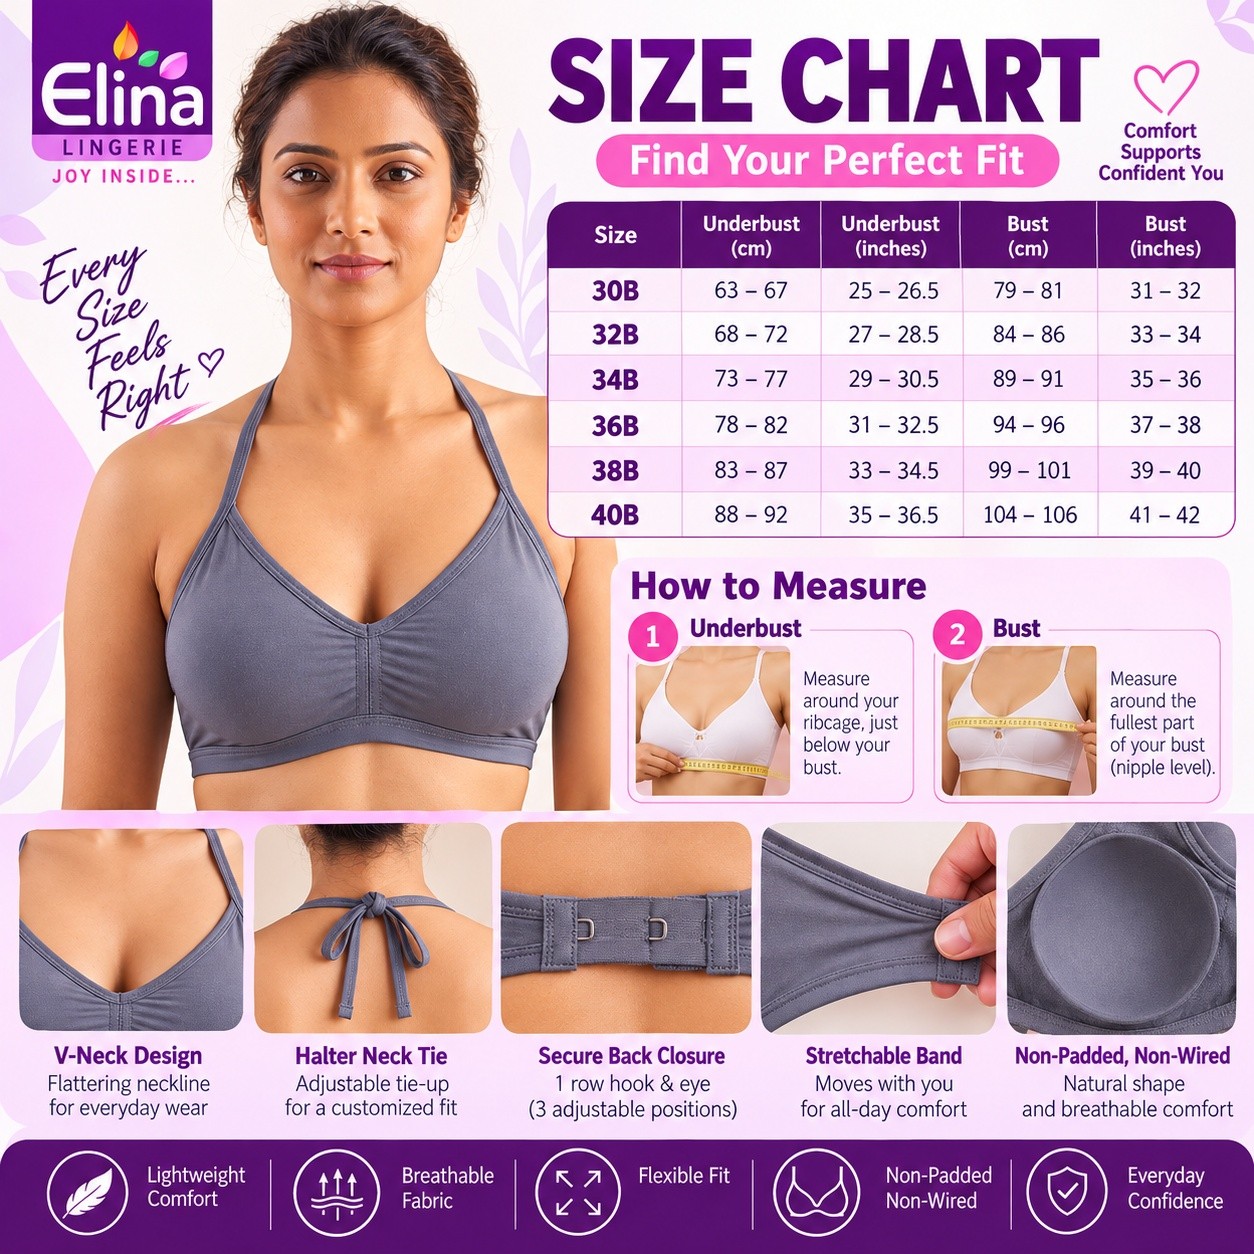 Elina
LINGERIE
JOY INSIDE...
Every
Size
Feels
Right
SIZE CHART
Find Your Perfect Fit
Comfort
Supports
Confident You
Size Underbust (cm) Underbust (inches) Bust (cm) Bust (inches)
30B 63 – 67 25 – 26.5 79 – 81 31 – 32
32B 68 – 72 27 – 28.5 84 – 86 33 – 34
34B 73 – 77 29 – 30.5 89 – 91 35 – 36
36B 78 – 82 31 – 32.5 94 – 96 37 – 38
38B 83 – 87 33 – 34.5 99 – 101 39 – 40
40B 88 – 92 35 – 36.5 104 – 106 41 – 42
How to Measure
1 Underbust
Measure
around your
ribcage, just
below your
bust.
2 Bust
Measure
around the
fullest part
of your bust
(nipple level).
V-Neck Design
Flattering neckline
for everyday wear
Halter Neck Tie
Adjustable tie-up
for a customized fit
Secure Back Closure
1 row hook & eye
(3 adjustable positions)
Stretchable Band
Moves with you
for all-day comfort
Non-Padded, Non-Wired
Natural shape
and breathable comfort
Lightweight
Comfort
Breathable
Fabric
Flexible Fit
Non-Padded
Non-Wired
Everyday
Confidence